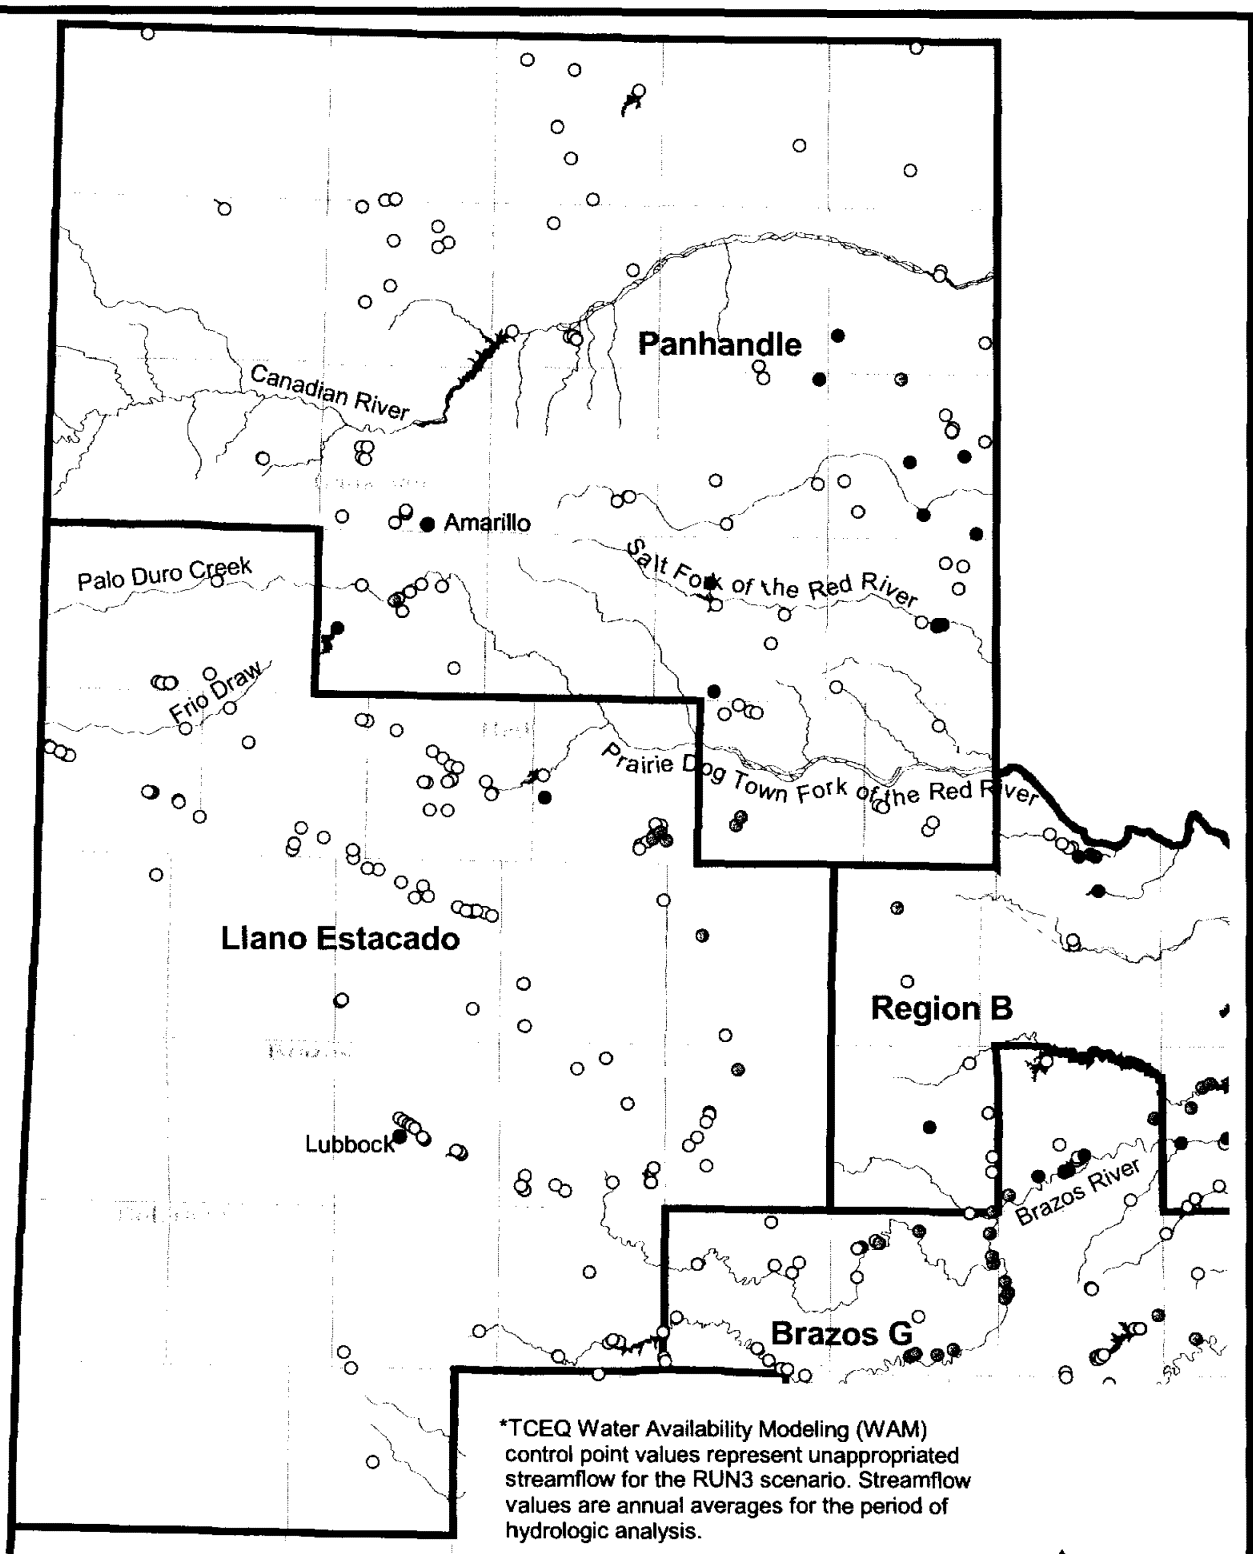 Panhandle
Canadian River
Amarillo
Palo Duro Creek
Salt Fork of the Red River
Frio Draw
Red
Prairie Dog Town Fork of the Red River
Llano Estacado
Region B
Brazos
Lubbock
Brazos River
Brazos G
*TCEQ Water Availability Modeling (WAM)
control point values represent unappropriated
streamflow for the RUN3 scenario. Streamflow
values are annual averages for the period of
hydrologic analysis.